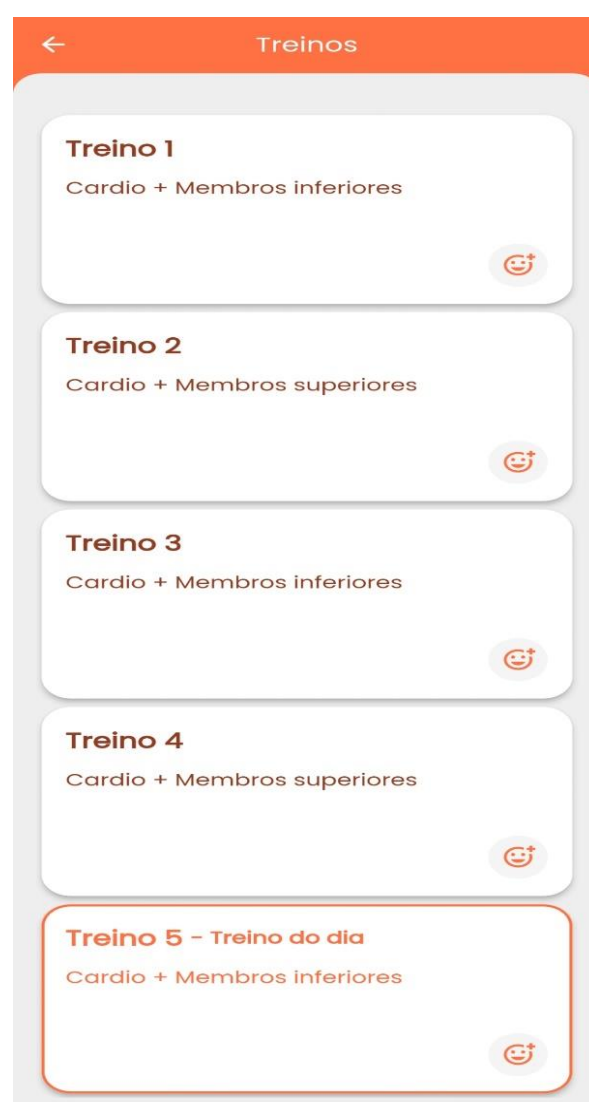 Treinos
Treino 1
Cardio + Membros inferiores
Treino 2
Cardio + Membros superiores
Treino 3
Cardio + Membros inferiores
Treino 4
Cardio + Membros superiores
Treino 5 - Treino do dia
Cardio + Membros inferiores